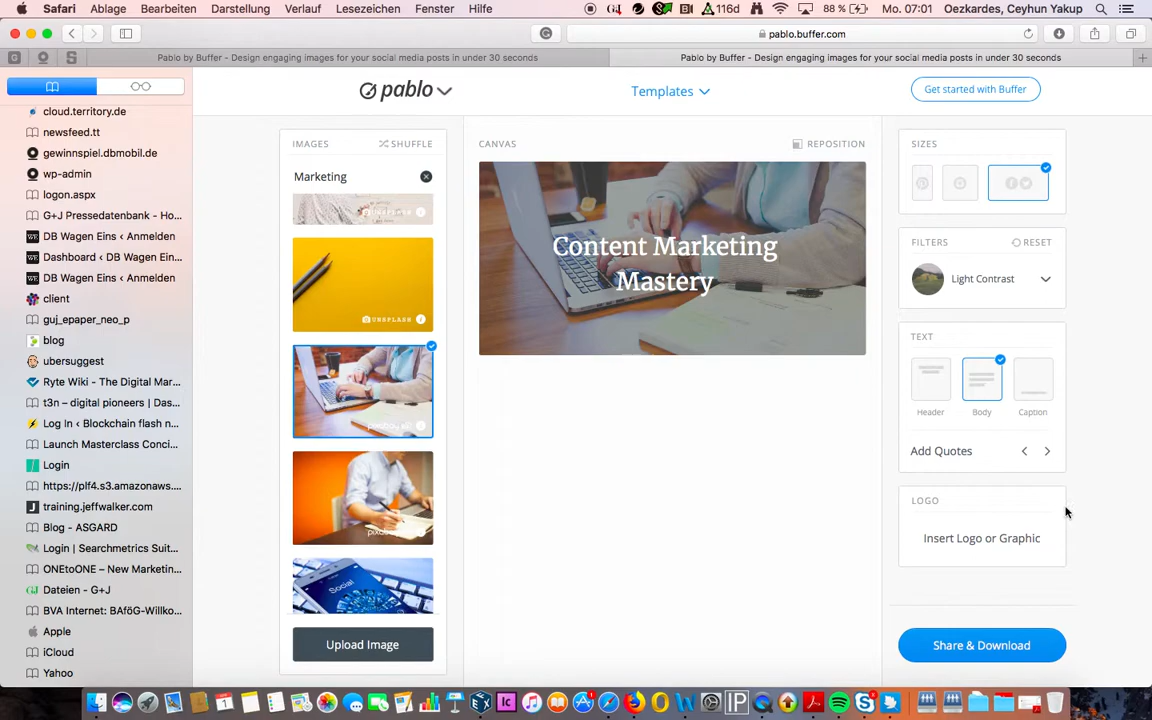 Safari Ablage Bearbeiten Darstellung Verlauf Lesezeichen Fenster Hilfe
116d 88 % Mo. 07:01 Oezkardes, Ceyhun Yakup
pablo.buffer.com
Pablo by Buffer - Design engaging images for your social media posts in under 30 seconds
Pablo by Buffer - Design engaging images for your social media posts in under 30 seconds
cloud.territory.de
newsfeed.tt
gewinnspiel.dbmobil.de
wp-admin
logon.aspx
G+J Pressedatenbank - Ho...
DB Wagen Eins ‹ Anmelden
Dashboard ‹ DB Wagen Ein...
DB Wagen Eins ‹ Anmelden
client
guj_epaper_neo_p
blog
ubersuggest
Ryte Wiki - The Digital Mar...
t3n – digital pioneers | Das...
Log In ‹ Blockchain flash n...
Launch Masterclass Conci...
Login
https://plf4.s3.amazonaws...
training.jeffwalker.com
Blog - ASGARD
Login | Searchmetrics Suit...
ONEtoONE – New Marketin...
Dateien - G+J
BVA Internet: BAföG-Willko...
Apple
iCloud
Yahoo
pablo
Templates
Get started with Buffer
IMAGES
SHUFFLE
Marketing
UNSPLASH
UNSPLASH
pixabay
pixabay
Social
Upload Image
CANVAS
REPOSITION
Content Marketing
Mastery
SIZES
FILTERS
RESET
Light Contrast
TEXT
Header Body Caption
Add Quotes
LOGO
Insert Logo or Graphic
Share & Download